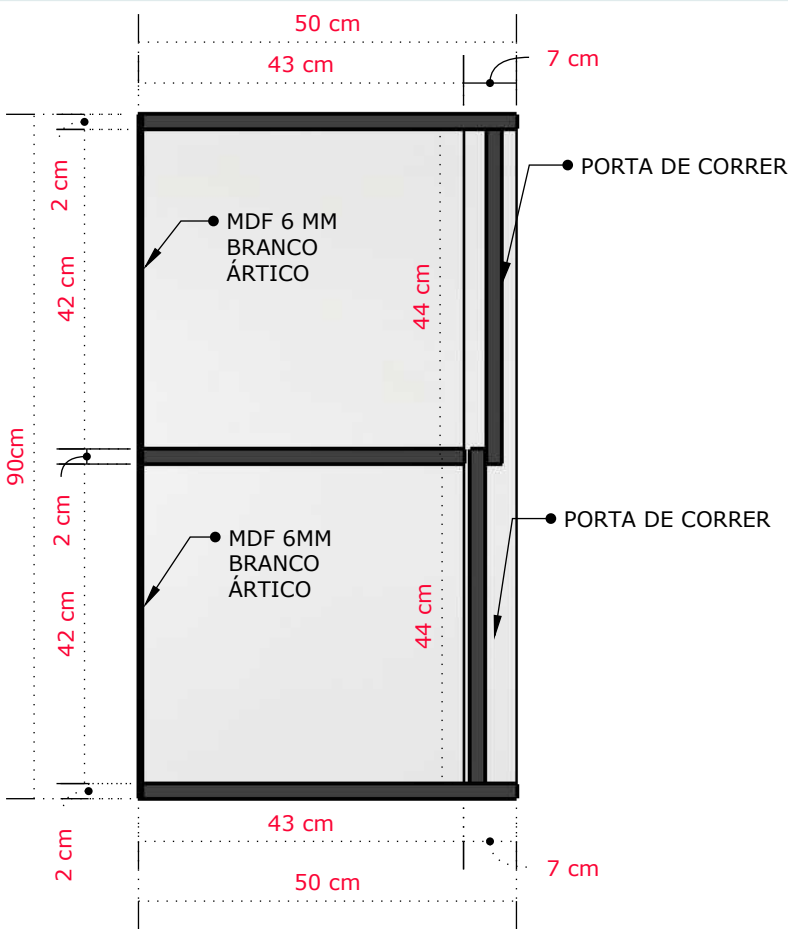 50 cm
43 cm
7 cm
PORTA DE CORRER
2 cm
MDF 6 MM
BRANCO
ÁRTICO
42 cm
44 cm
90cm
2 cm
PORTA DE CORRER
MDF 6MM
BRANCO
ÁRTICO
42 cm
44 cm
43 cm
2 cm
7 cm
50 cm